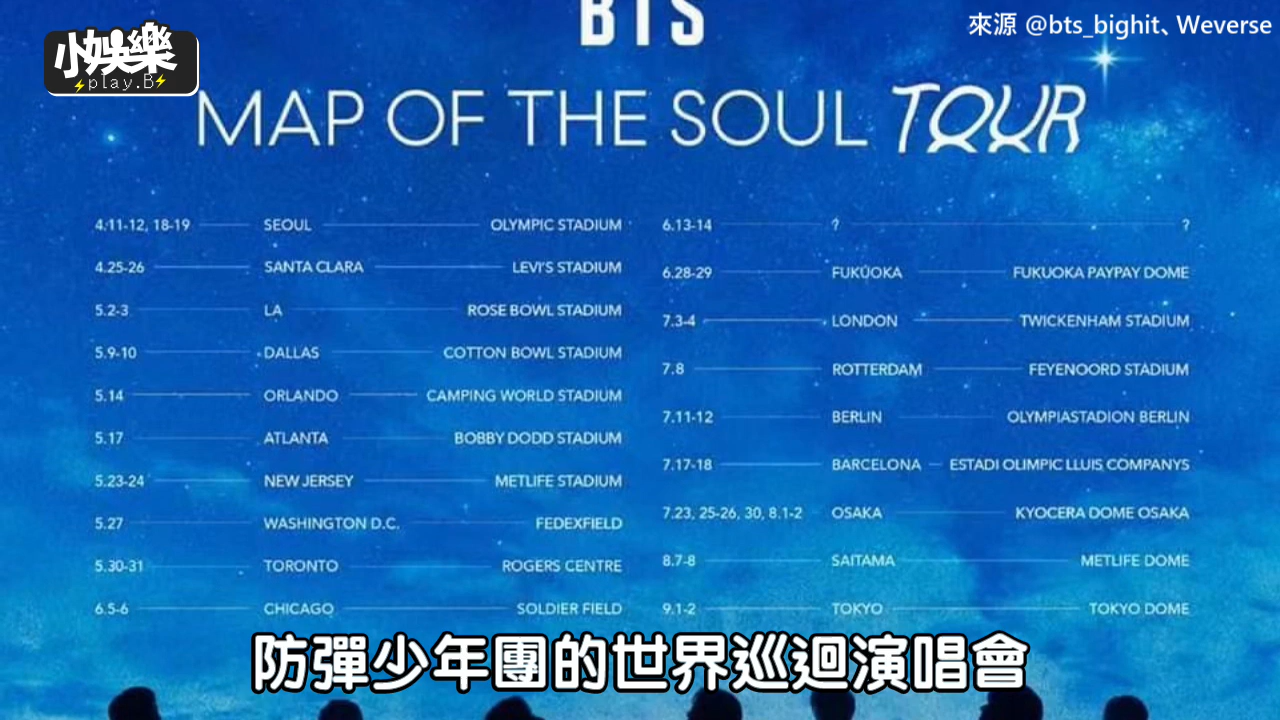 BTS
來源 @bts_bighit、Weverse
小娛樂
play.B
MAP OF THE SOUL TOUR
4.11-12, 18-19 SEOUL OLYMPIC STADIUM
4.25-26 SANTA CLARA LEVI'S STADIUM
5.2-3 LA ROSE BOWL STADIUM
5.9-10 DALLAS COTTON BOWL STADIUM
5.14 ORLANDO CAMPING WORLD STADIUM
5.17 ATLANTA BOBBY DODD STADIUM
5.23-24 NEW JERSEY METLIFE STADIUM
5.27 WASHINGTON D.C. FEDEXFIELD
5.30-31 TORONTO ROGERS CENTRE
6.5-6 CHICAGO SOLDIER FIELD
6.13-14 ? ?
6.28-29 FUKUOKA FUKUOKA PAYPAY DOME
7.3-4 LONDON TWICKENHAM STADIUM
7.8 ROTTERDAM FEYENOORD STADIUM
7.11-12 BERLIN OLYMPIASTADION BERLIN
7.17-18 BARCELONA ESTADI OLIMPIC LLUIS COMPANYS
7.23, 25-26, 30, 8.1-2 OSAKA KYOCERA DOME OSAKA
8.7-8 SAITAMA METLIFE DOME
9.1-2 TOKYO TOKYO DOME
防彈少年團的世界巡迴演唱會